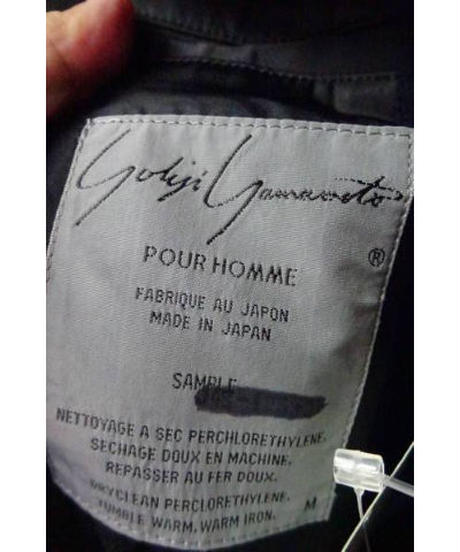 Yohji Yamamoto
®
POUR HOMME
FABRIQUE AU JAPON
MADE IN JAPAN
SAMPLE
NETTOYAGE A SEC PERCHLORETHYLENE.
SECHAGE DOUX EN MACHINE.
REPASSER AU FER DOUX.
DRYCLEAN PERCLORETHYLENE.
TUMBLE WARM, WARM IRON. M